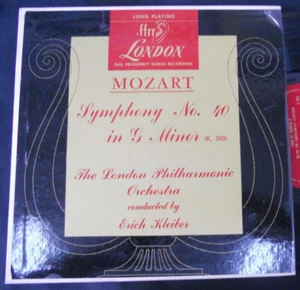 LONG PLAYING
ffrr
LONDON
FULL FREQUENCY RANGE RECORDING
MOZART
Symphony No. 40
in G Minor (K. 550)
The London Philharmonic
Orchestra
conducted by
Erich Kleiber